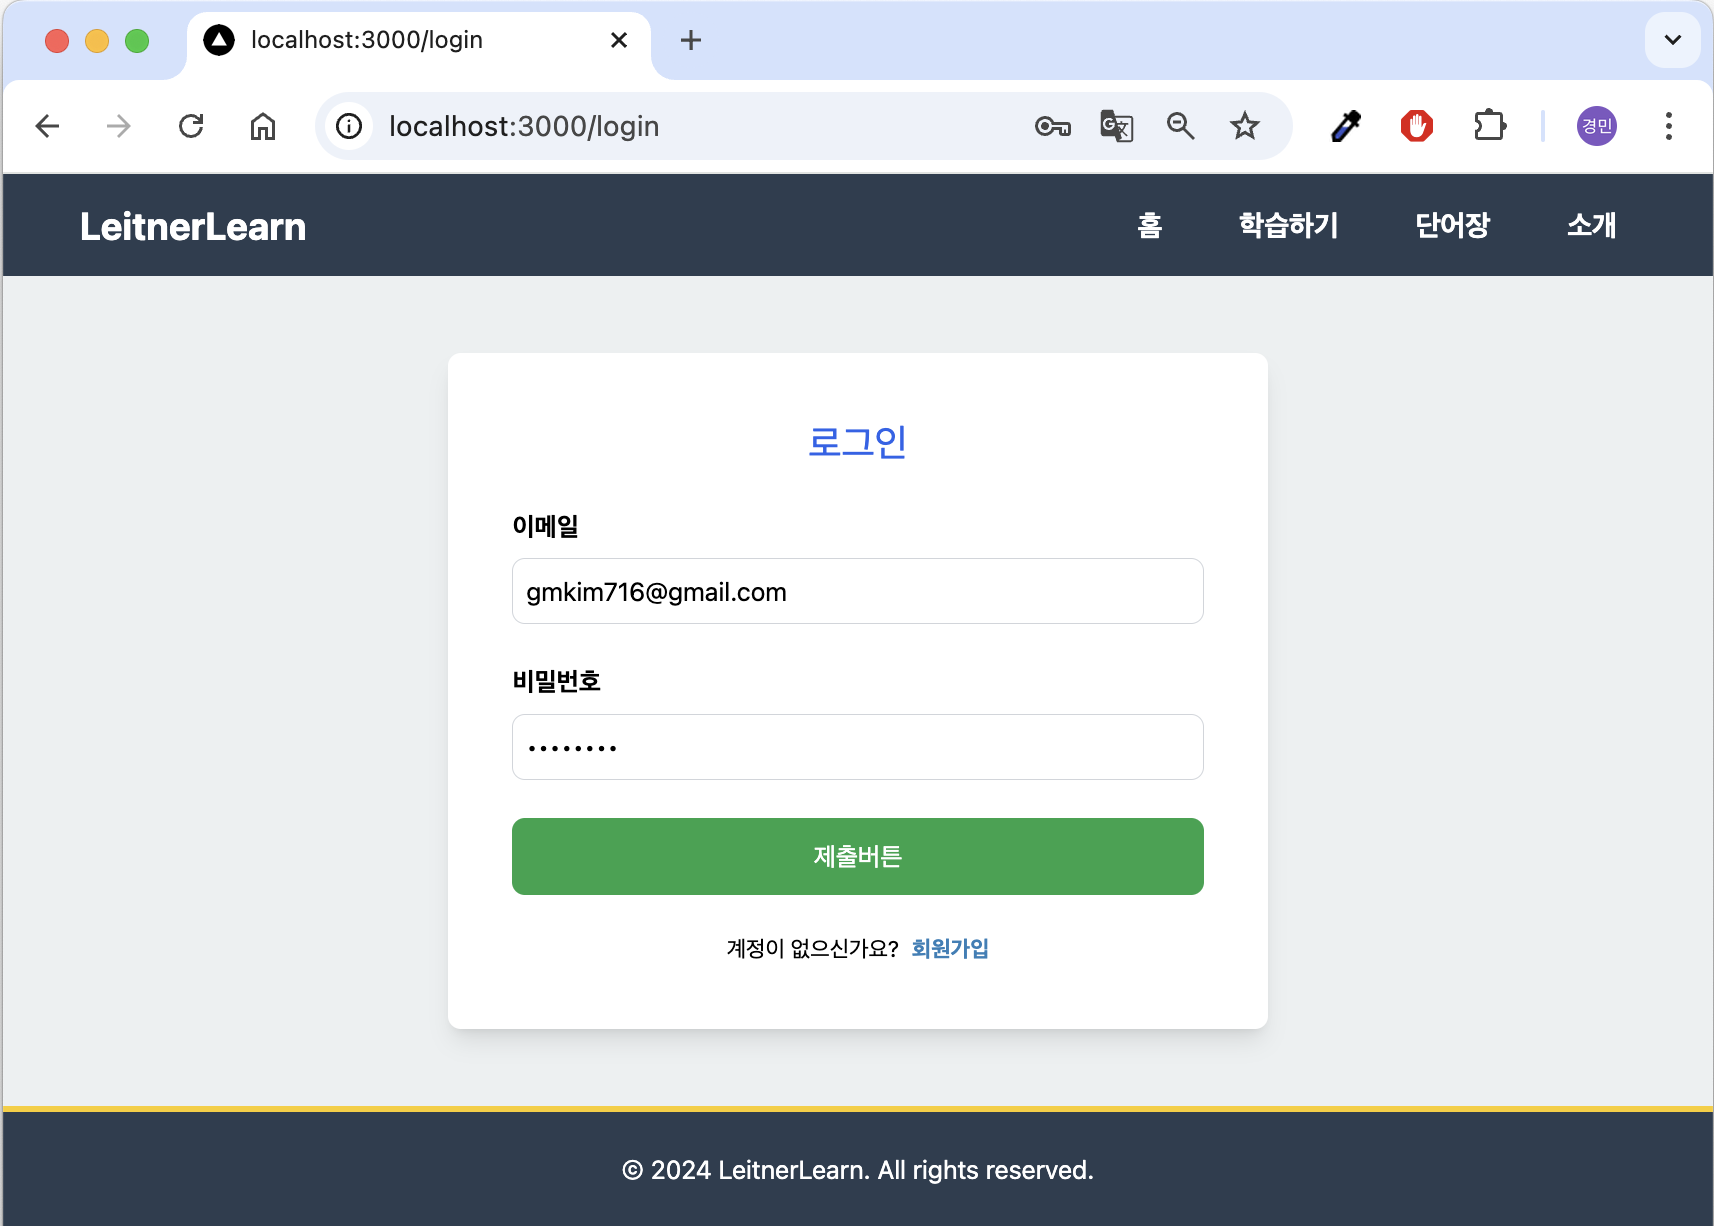 localhost:3000/login
localhost:3000/login
경민
LeitnerLearn 홈 학습하기 단어장 소개
로그인
이메일
gmkim716@gmail.com
비밀번호
••••••••
제출버튼
계정이 없으신가요? 회원가입
© 2024 LeitnerLearn. All rights reserved.